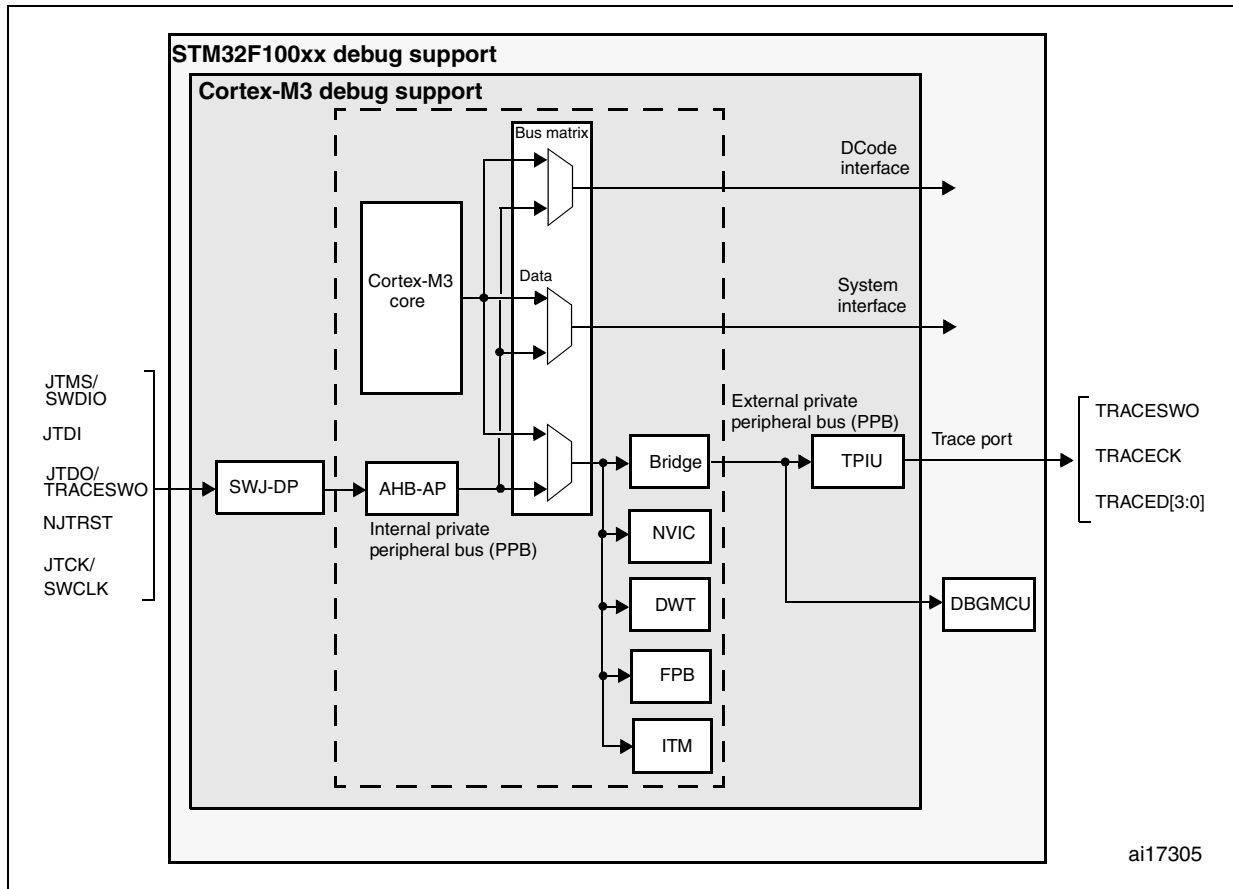 STM32F100xx debug support
Cortex-M3 debug support
Bus matrix
DCode
interface
Cortex-M3
core
Data
System
interface
JTMS/
SWDIO
JTDI
JTDO/
TRACESWO
NJTRST
JTCK/
SWCLK
SWJ-DP
AHB-AP
Internal private
peripheral bus (PPB)
External private
peripheral bus (PPB)
Bridge
TPIU
Trace port
TRACESWO
TRACECK
TRACED[3:0]
NVIC
DWT
FPB
ITM
DBGMCU
ai17305